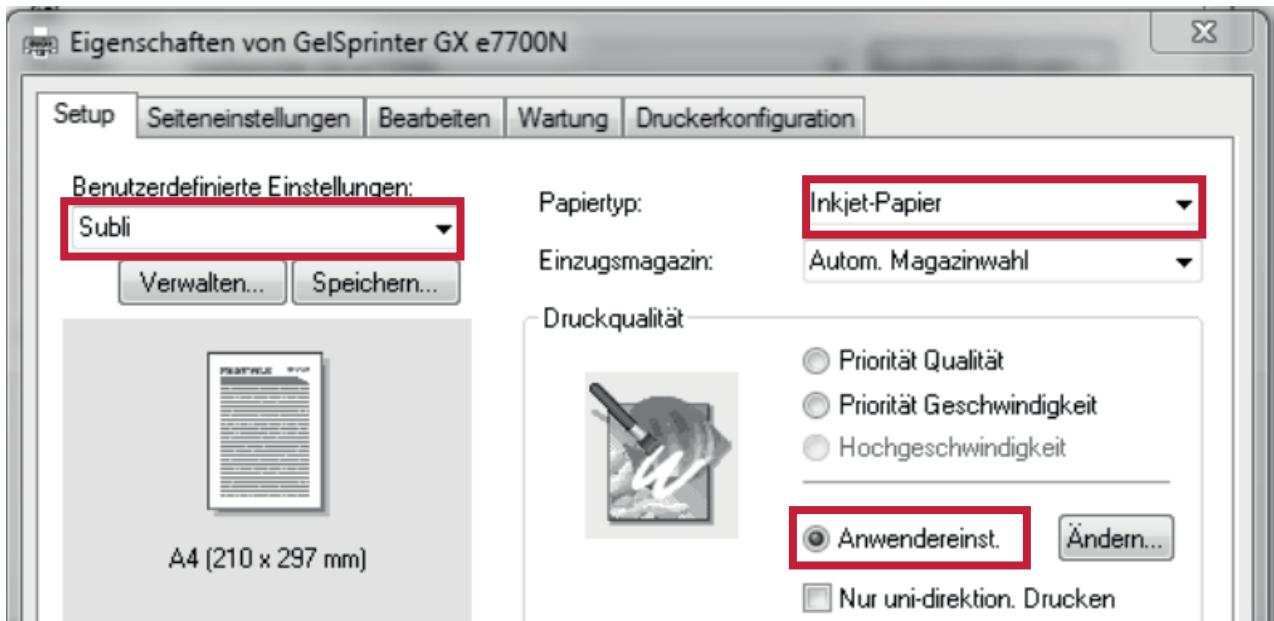 Eigenschaften von GelSprinter GX e7700N
Setup Seiteneinstellungen Bearbeiten Wartung Druckerkonfiguration
Benutzerdefinierte Einstellungen:
Subli
Verwalten... Speichern...
A4 (210 x 297 mm)
Papiertyp: Inkjet-Papier
Einzugsmagazin: Autom. Magazinwahl
Druckqualität
Priorität Qualität
Priorität Geschwindigkeit
Hochgeschwindigkeit
Anwendereinst. Ändern...
Nur uni-direktion. Drucken